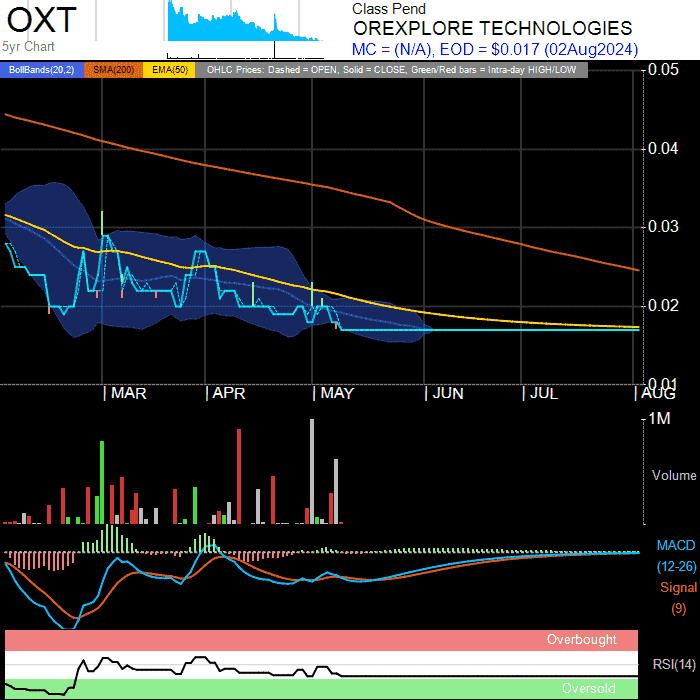 OXT
5yr Chart
Class Pend
OREXPLORE TECHNOLOGIES
MC = (N/A), EOD = $0.017 (02Aug2024)
BollBands(20,2) SMA(200) EMA(50) OHLC Prices: Dashed = OPEN, Solid = CLOSE, Green/Red bars = Intra-day HIGH/LOW
0.05
0.04
0.03
0.02
0.01
MAR APR MAY JUN JUL AUG
1M
Volume
MACD
(12-26)
Signal
(9)
Overbought
RSI(14)
Oversold